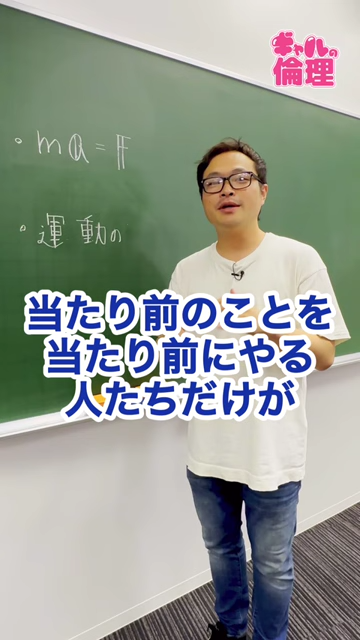 ギャルの
倫理
・ma=F
・運動の
当たり前のことを
当たり前にやる
人たちだけが